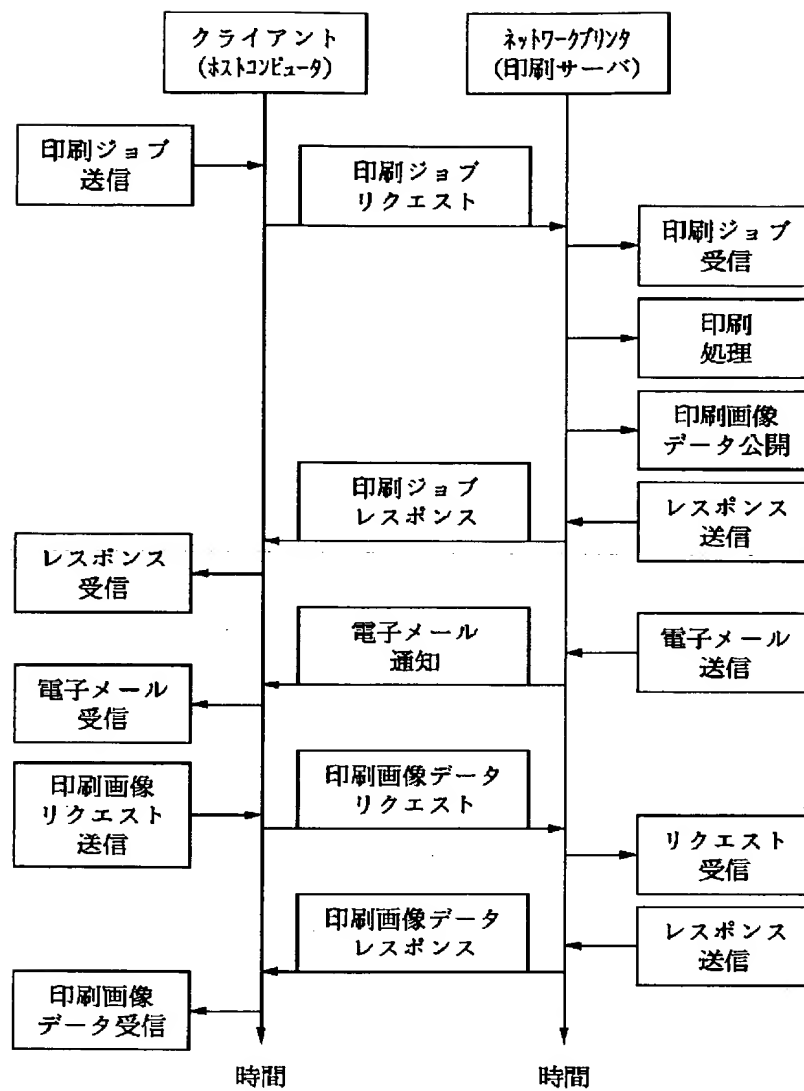 クライアント
(ホストコンピュータ)
ネットワークプリンタ
(印刷サーバ)
印刷ジョブ
送信
印刷ジョブ
リクエスト
印刷ジョブ
受信
印刷
処理
印刷画像
データ公開
印刷ジョブ
レスポンス
レスポンス
送信
レスポンス
受信
電子メール
通知
電子メール
送信
電子メール
受信
印刷画像
リクエスト
送信
印刷画像データ
リクエスト
リクエスト
受信
印刷画像データ
レスポンス
レスポンス
送信
印刷画像
データ受信
時間
時間